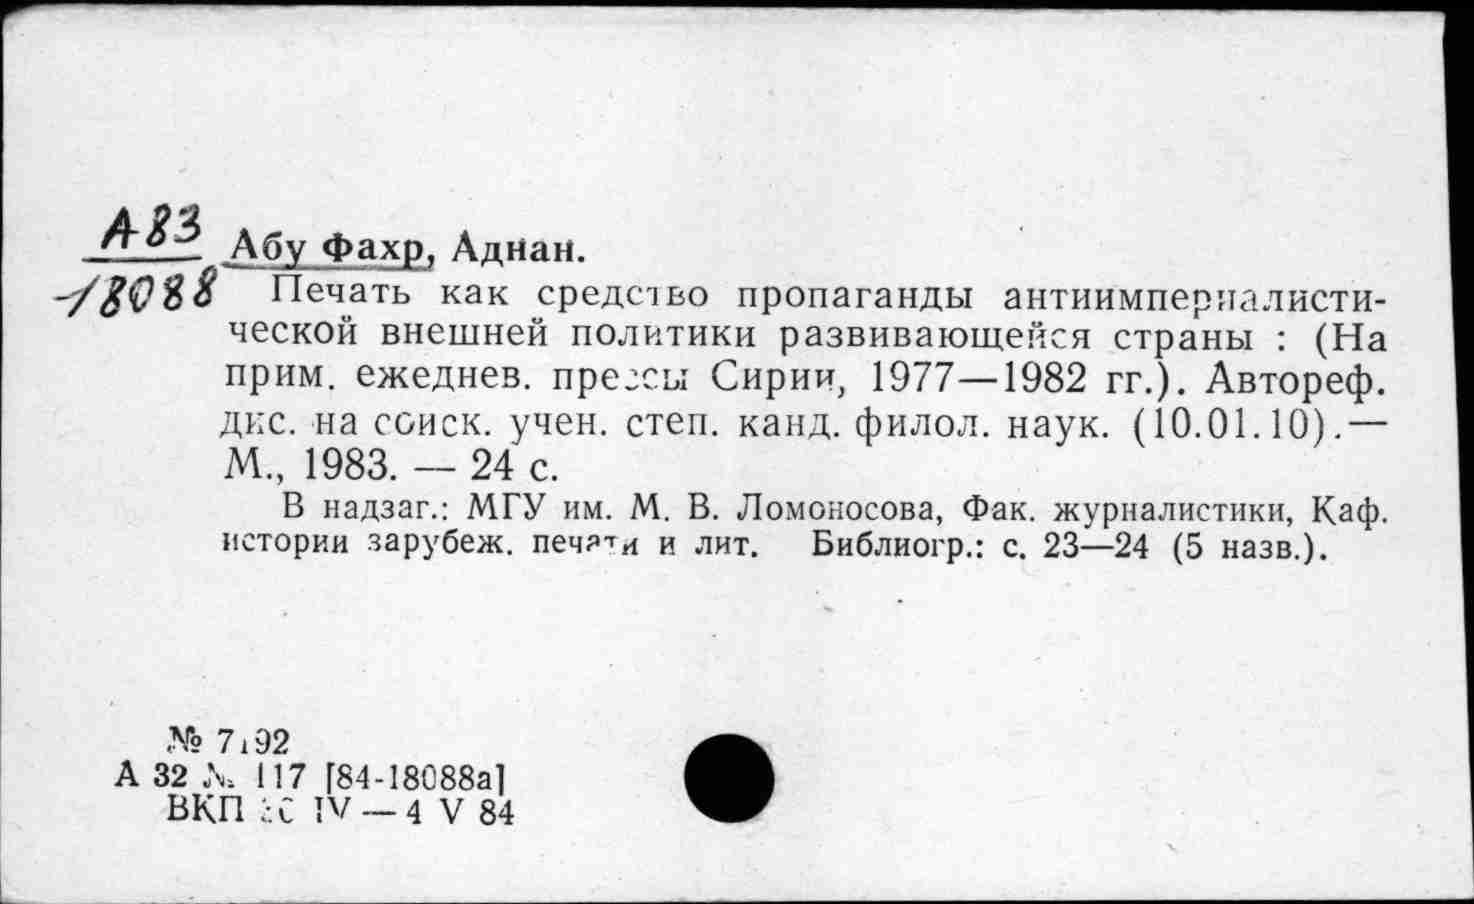 А83
Абу Фахр, Аднан.
-18088
Печать как средство пропаганды антиимпериалисти-
ческой внешней политики развивающейся страны : (На
прим. ежеднев. прессы Сирии, 1977—1982 гг.). Автореф.
дис. на соиск. учен. степ. канд. филол. наук. (10.01.10).—
М., 1983. — 24 с.
В надзаг.: МГУ им. М. В. Ломоносова, Фак. журналистики, Каф.
истории зарубеж. печати и лит. Библиогр.: с. 23—24 (5 назв.).
№ 7192
А 32 № 117 [84-18088а]
ВКП IV — 4 V 84